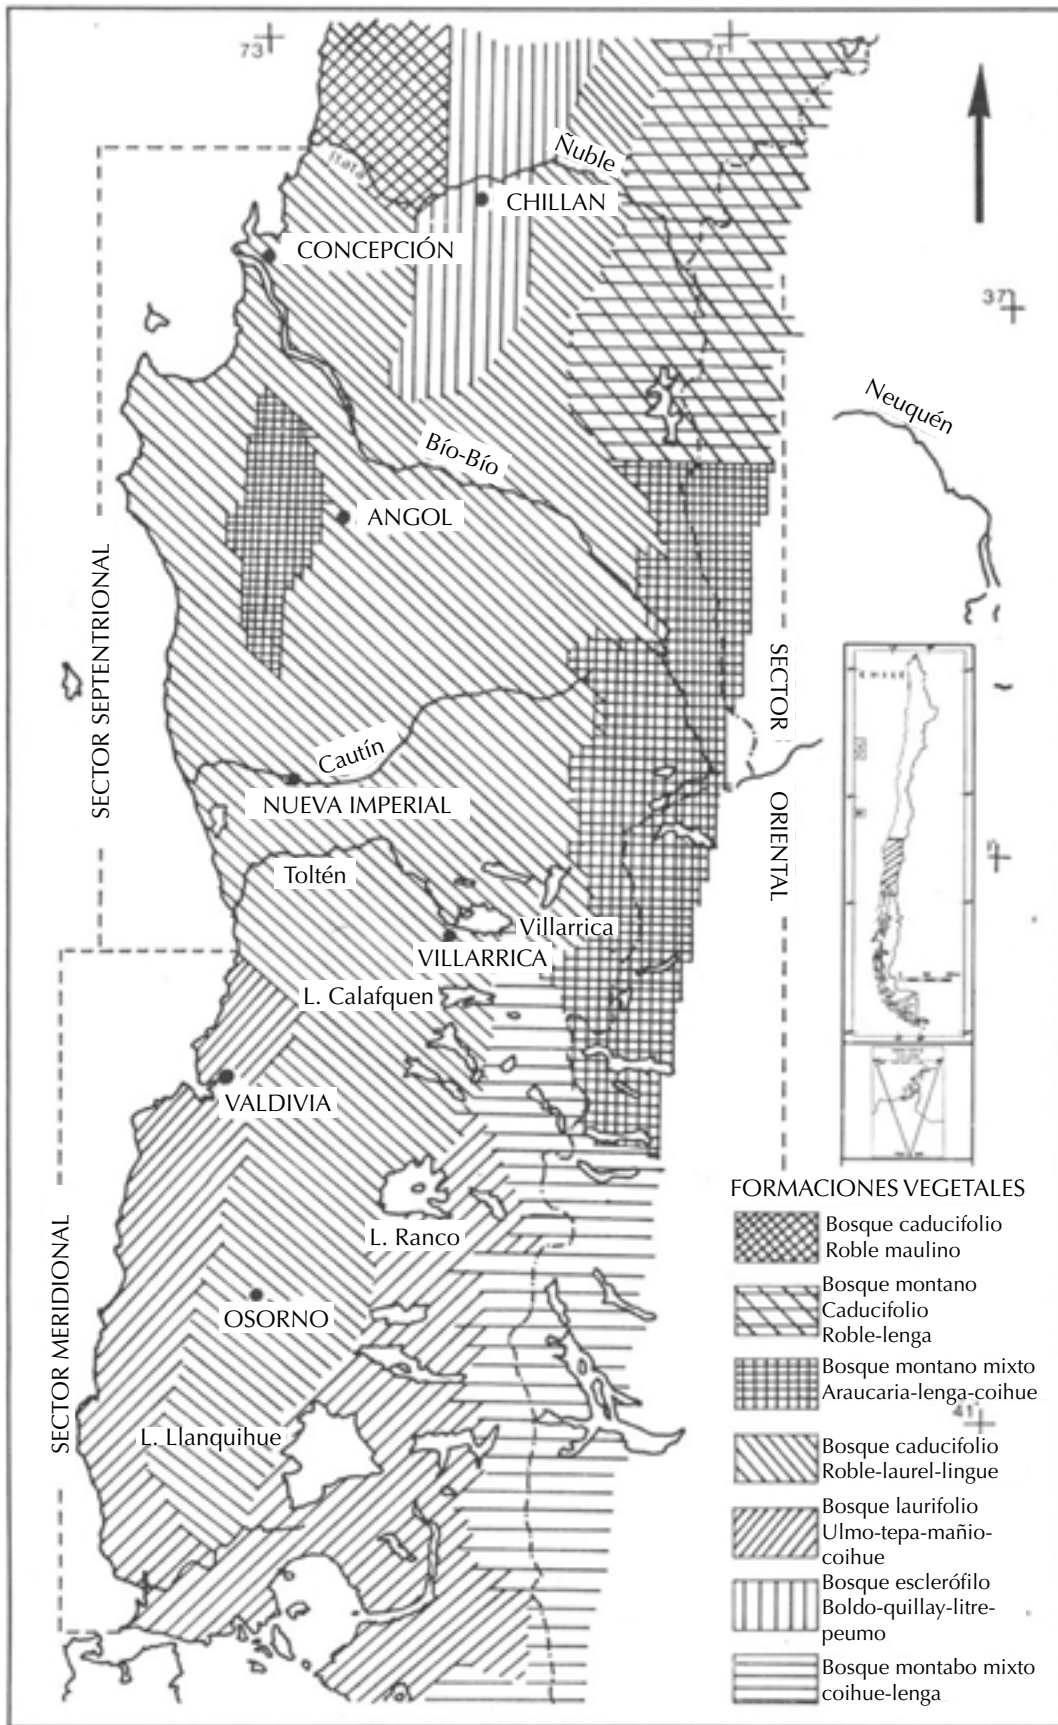 73
71
Itata
Ñuble
CHILLAN
CONCEPCIÓN
37
Neuquén
Bío-Bío
ANGOL
SECTOR SEPTENTRIONAL
SECTOR
ORIENTAL
CHILE
Cautín
NUEVA IMPERIAL
Toltén
Villarrica
VILLARRICA
L. Calafquen
VALDIVIA
L. Ranco
OSORNO
SECTOR MERIDIONAL
L. Llanquihue
41
FORMACIONES VEGETALES
Bosque caducifolio
Roble maulino
Bosque montano
Caducifolio
Roble-lenga
Bosque montano mixto
Araucaria-lenga-coihue
Bosque caducifolio
Roble-laurel-lingue
Bosque laurifolio
Ulmo-tepa-mañio-
coihue
Bosque esclerófilo
Boldo-quillay-litre-
peumo
Bosque montabo mixto
coihue-lenga